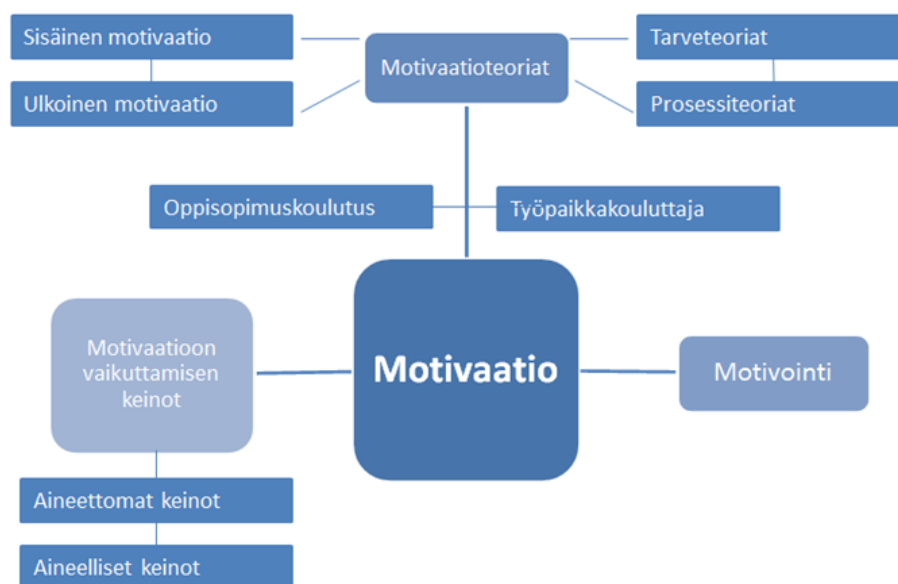 Sisäinen motivaatio
Ulkoinen motivaatio
Motivaatioteoriat
Tarveteoriat
Prosessiteoriat
Oppisopimuskoulutus
Työpaikkakouluttaja
Motivaatioon
vaikuttamisen
keinot
Motivaatio
Motivointi
Aineettomat keinot
Aineelliset keinot